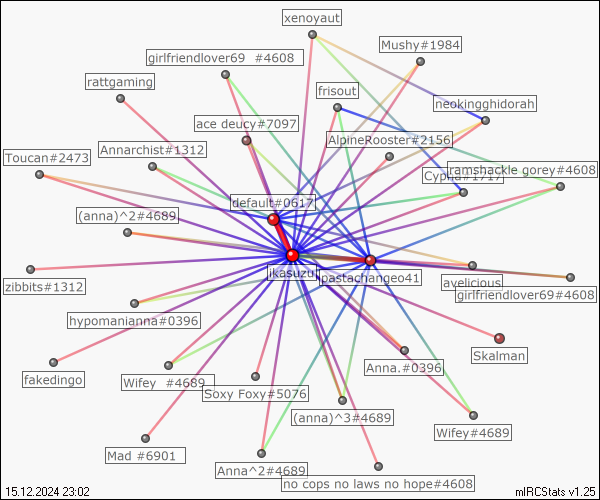 xenoyaut
Mushy#1984
girlfriendlover69 #4608
rattgaming
frisout
neokingghidorah
ace deucy#7097
AlpineRooster#2156
Annarchist#1312
Toucan#2473
ramshackle gorey#4608
Cypha#1717
default#0617
(anna)^2#4689
jkasuzu
pastachangeo41
zibbits#1312
ayelicious
girlfriendlover69#4608
hypomanianna#0396
Skalman
Anna.#0396
fakedingo
Wifey #4689
Soxy Foxy#5076
(anna)^3#4689
Wifey#4689
Mad #6901
Anna^2#4689
no cops no laws no hope#4608
15.12.2024 23:02
mIRCStats v1.25